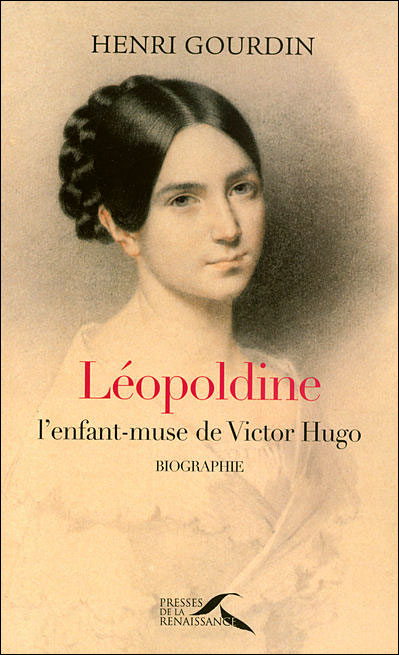 HENRI GOURDIN
Léopoldine
l'enfant-muse de Victor Hugo
BIOGRAPHIE
PRESSES
DE LA
RENAISSANCE